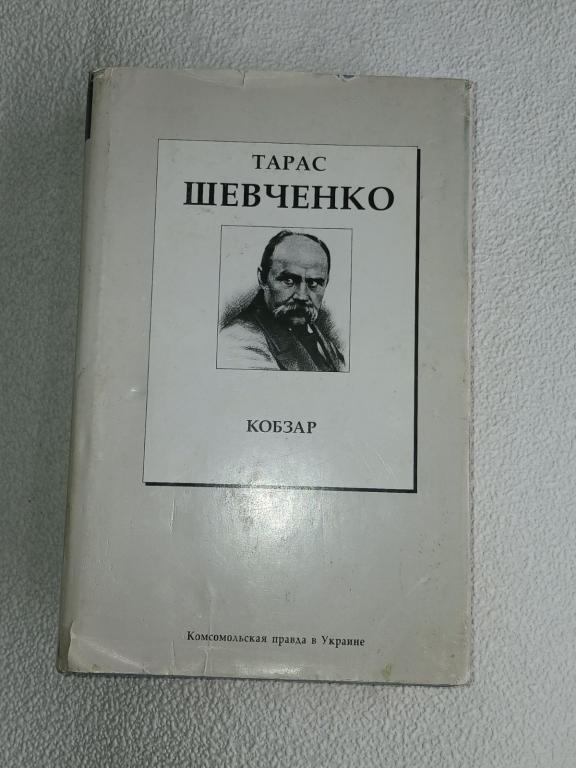 ТАРАС
ШЕВЧЕНКО
КОБЗАР
Комсомольская правда в Украине